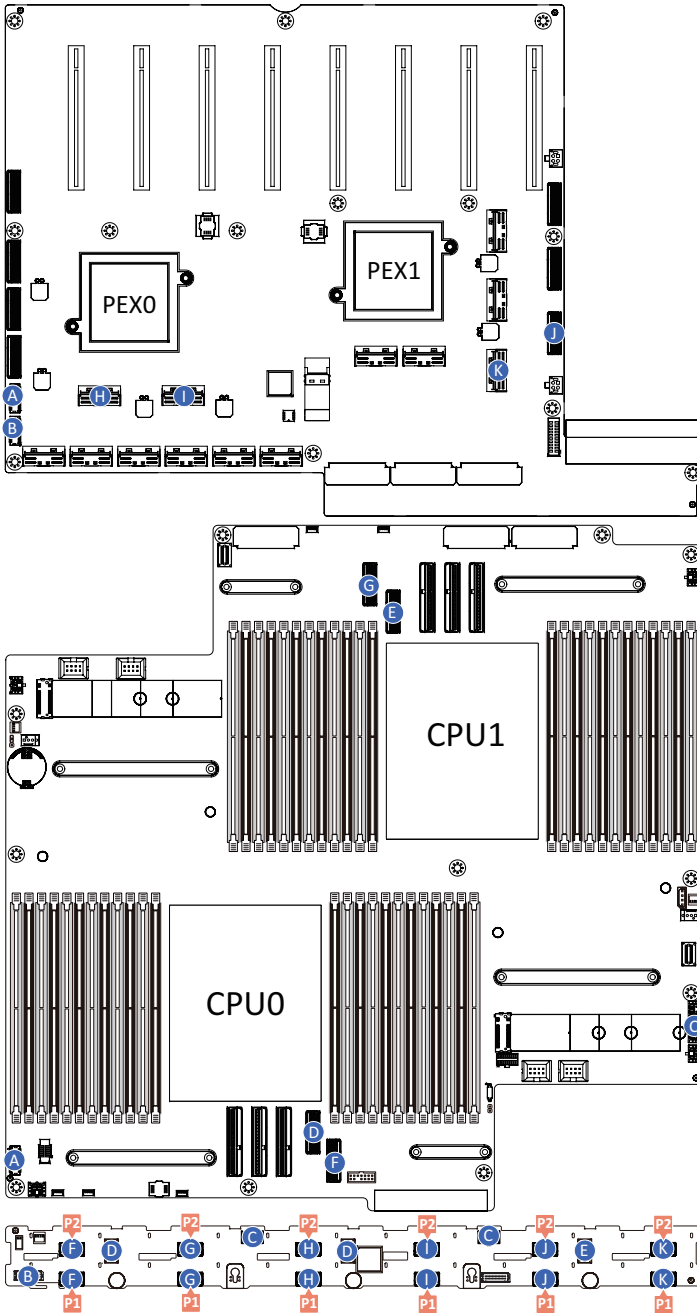 PEX0
PEX1
J
K
A
H
I
B
G
E
CPU1
CPU0
C
D
F
A
P2 P2 P2 P2 P2 P2
C C
F D G H D I J E K
B F G H I J K
P1 P1 P1 P1 P1 P1